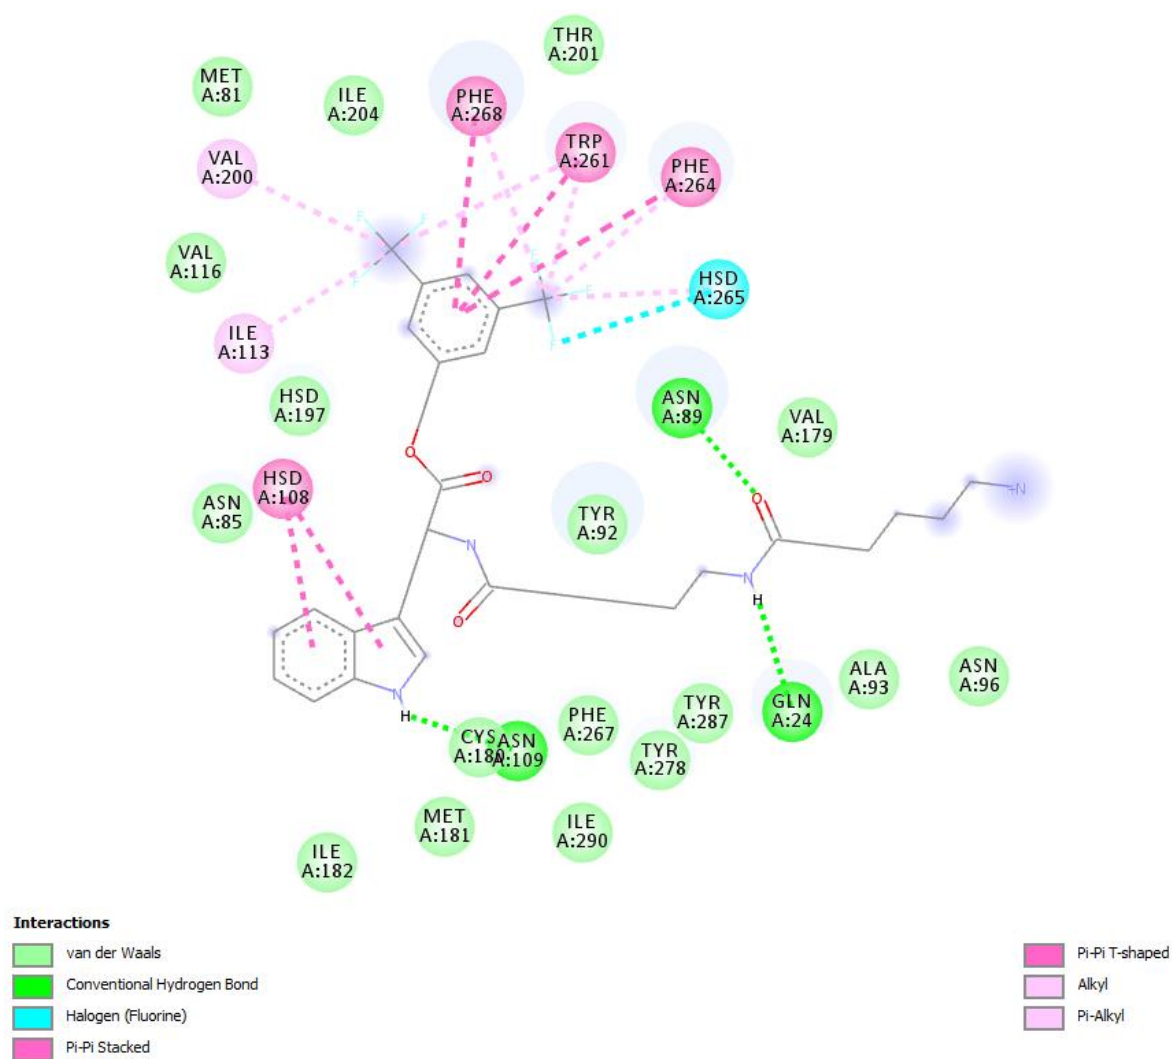 THR
A:201
MET
A:81
ILE
A:204
PHE
A:268
TRP
A:261
VAL
A:200
PHE
A:264
F
F
F
VAL
A:116
F
F
F
HSD
A:265
ILE
A:113
HSD
A:197
ASN
A:89
VAL
A:179
O
O
HSD
A:108
ASN
A:85
TYR
A:92
O
+N
N
N
H
O
ALA
A:93
ASN
A:96
N
H
PHE
A:267
TYR
A:287
GLN
A:24
CYS
A:180
ASN
A:109
TYR
A:278
MET
A:181
ILE
A:290
ILE
A:182
Interactions
van der Waals
Conventional Hydrogen Bond
Halogen (Fluorine)
Pi-Pi Stacked
Pi-Pi T-shaped
Alkyl
Pi-Alkyl